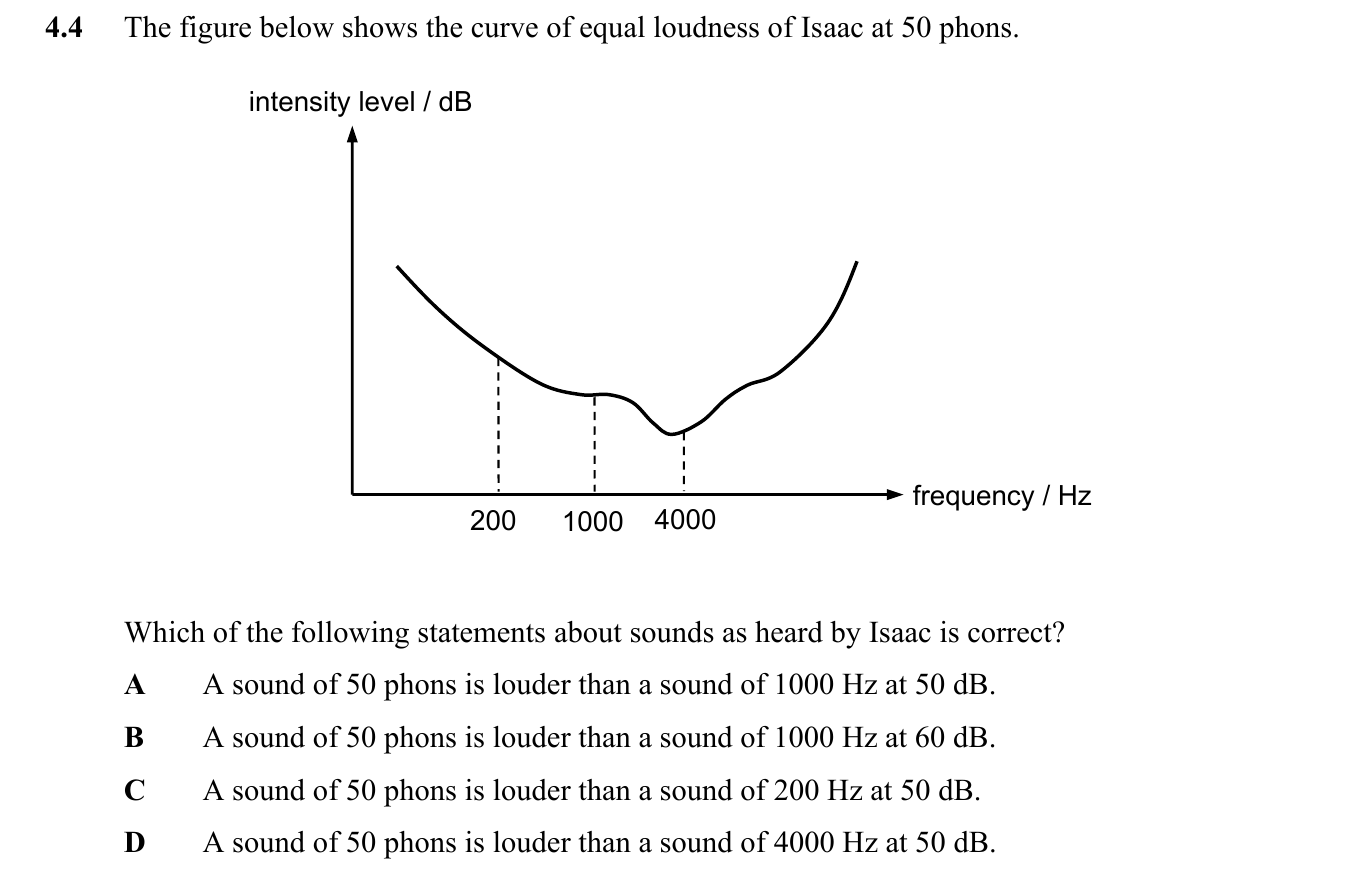 4.4 The figure below shows the curve of equal loudness of Isaac at 50 phons.
intensity level / dB
frequency / Hz
200 1000 4000
Which of the following statements about sounds as heard by Isaac is correct?
A A sound of 50 phons is louder than a sound of 1000 Hz at 50 dB.
B A sound of 50 phons is louder than a sound of 1000 Hz at 60 dB.
C A sound of 50 phons is louder than a sound of 200 Hz at 50 dB.
D A sound of 50 phons is louder than a sound of 4000 Hz at 50 dB.